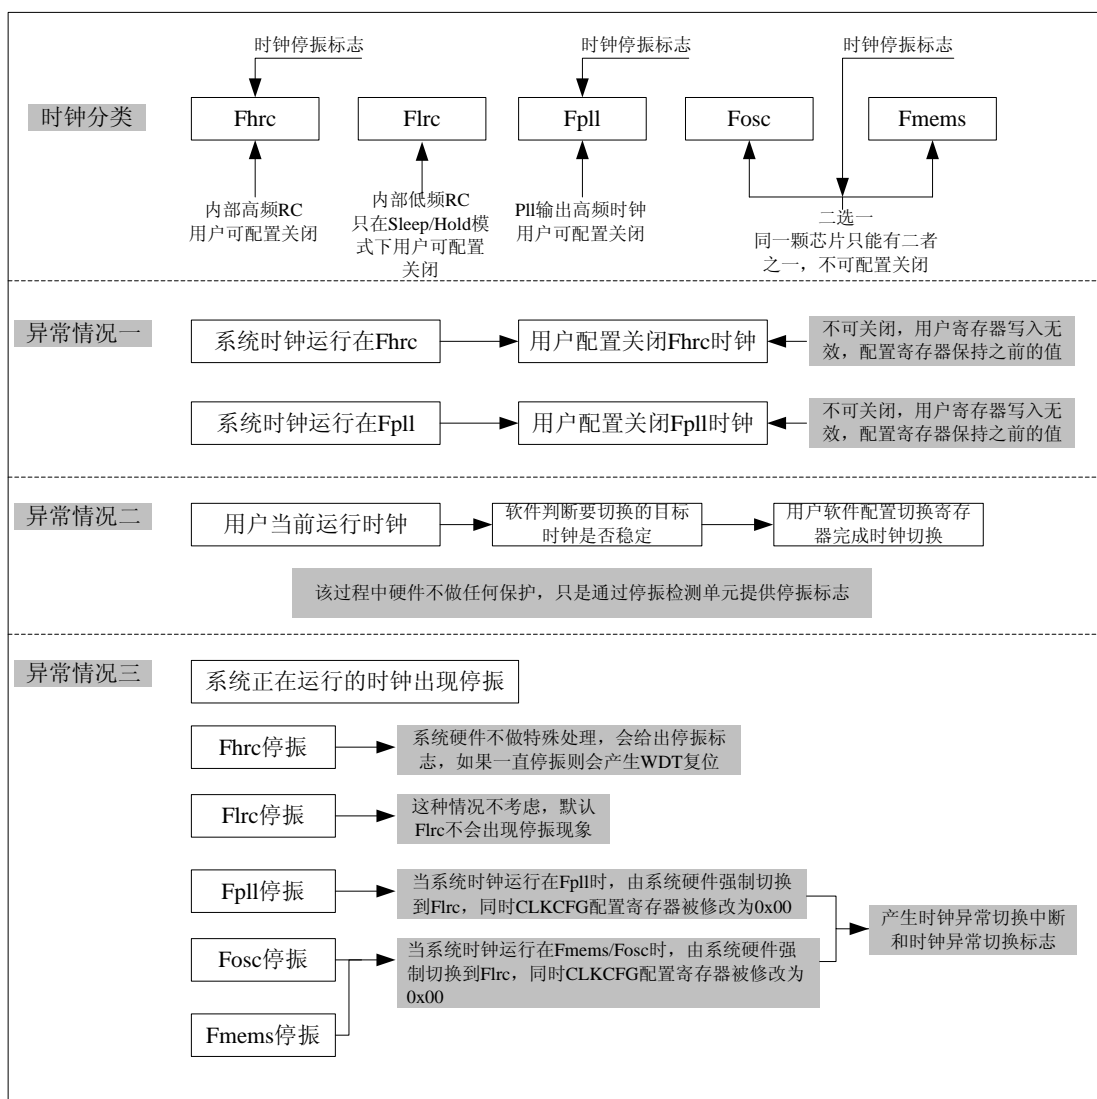 时钟停振标志
时钟停振标志
时钟停振标志
时钟分类
Fhrc
Flrc
Fpll
Fosc
Fmems
内部高频RC
用户可配置关闭
内部低频RC
只在Sleep/Hold模
式下用户可配置
关闭
Pll输出高频时钟
用户可配置关闭
二选一
同一颗芯片只能有二者
之一，不可配置关闭
异常情况一
系统时钟运行在Fhrc
用户配置关闭Fhrc时钟
不可关闭，用户寄存器写入无
效，配置寄存器保持之前的值
系统时钟运行在Fpll
用户配置关闭Fpll时钟
不可关闭，用户寄存器写入无
效，配置寄存器保持之前的值
异常情况二
用户当前运行时钟
软件判断要切换的目标
时钟是否稳定
用户软件配置切换寄存
器完成时钟切换
该过程中硬件不做任何保护，只是通过停振检测单元提供停振标志
异常情况三
系统正在运行的时钟出现停振
Fhrc停振
系统硬件不做特殊处理，会给出停振标
志，如果一直停振则会产生WDT复位
Flrc停振
这种情况不考虑，默认
Flrc不会出现停振现象
Fpll停振
当系统时钟运行在Fpll时，由系统硬件强制切换
到Flrc，同时CLKCFG配置寄存器被修改为0x00
产生时钟异常切换中断
和时钟异常切换标志
Fosc停振
当系统时钟运行在Fmems/Fosc时，由系统硬件强
制切换到Flrc，同时CLKCFG配置寄存器被修改为
0x00
Fmems停振